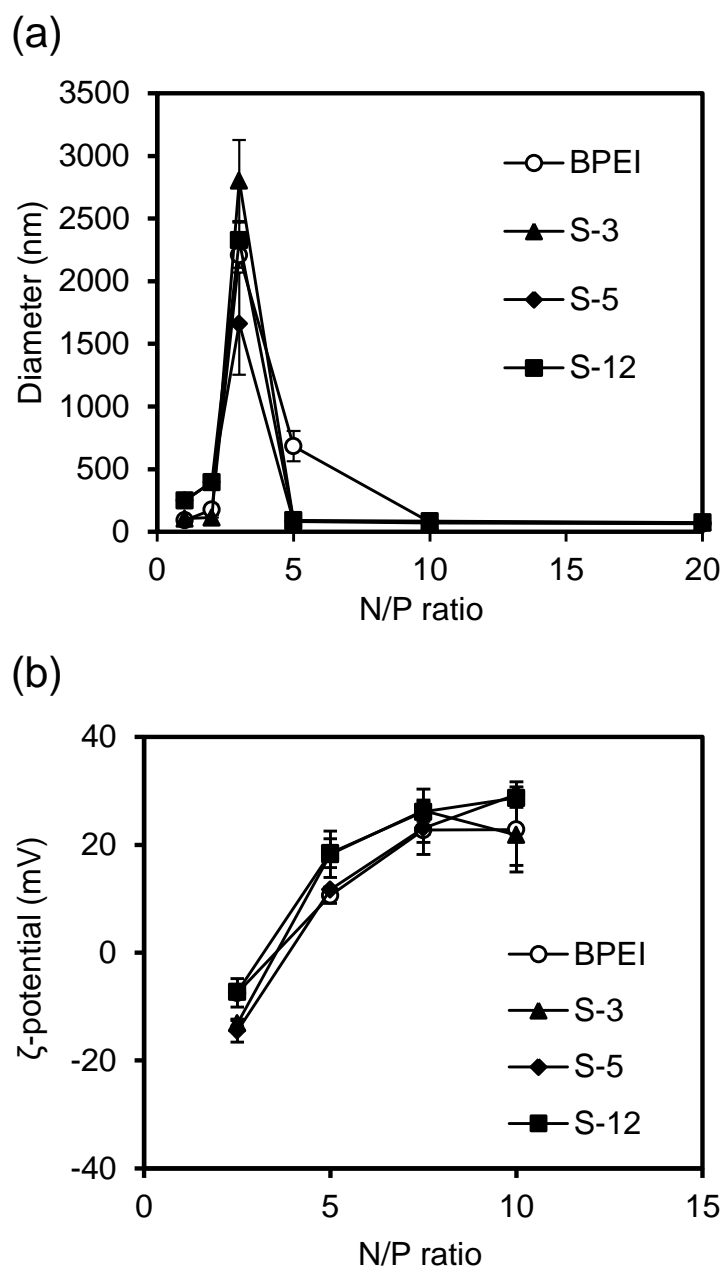 (a)
3500
3000
2500
2000
1500
1000
500
0
Diameter (nm)
BPEI
S-3
S-5
S-12
0 5 10 15 20
N/P ratio
(b)
40
20
0
-20
-40
ζ-potential (mV)
BPEI
S-3
S-5
S-12
0 5 10 15
N/P ratio